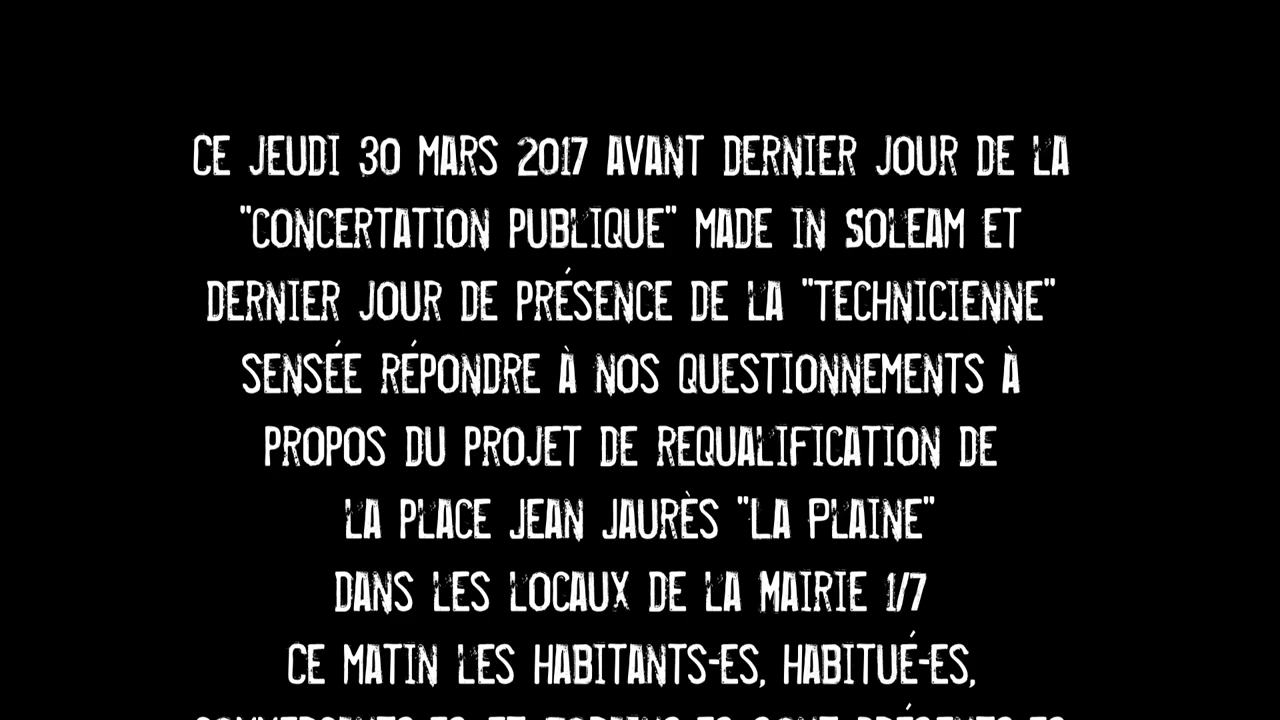 CE JEUDI 30 MARS 2017 AVANT DERNIER JOUR DE LA
"CONCERTATION PUBLIQUE" MADE IN SOLEAM ET
DERNIER JOUR DE PRÉSENCE DE LA "TECHNICIENNE"
SENSÉE RÉPONDRE À NOS QUESTIONNEMENTS À
PROPOS DU PROJET DE REQUALIFICATION DE
LA PLACE JEAN JAURÈS "LA PLAINE"
DANS LES LOCAUX DE LA MAIRIE 1/7
CE MATIN LES HABITANTS-ES, HABITUÉ-ES,